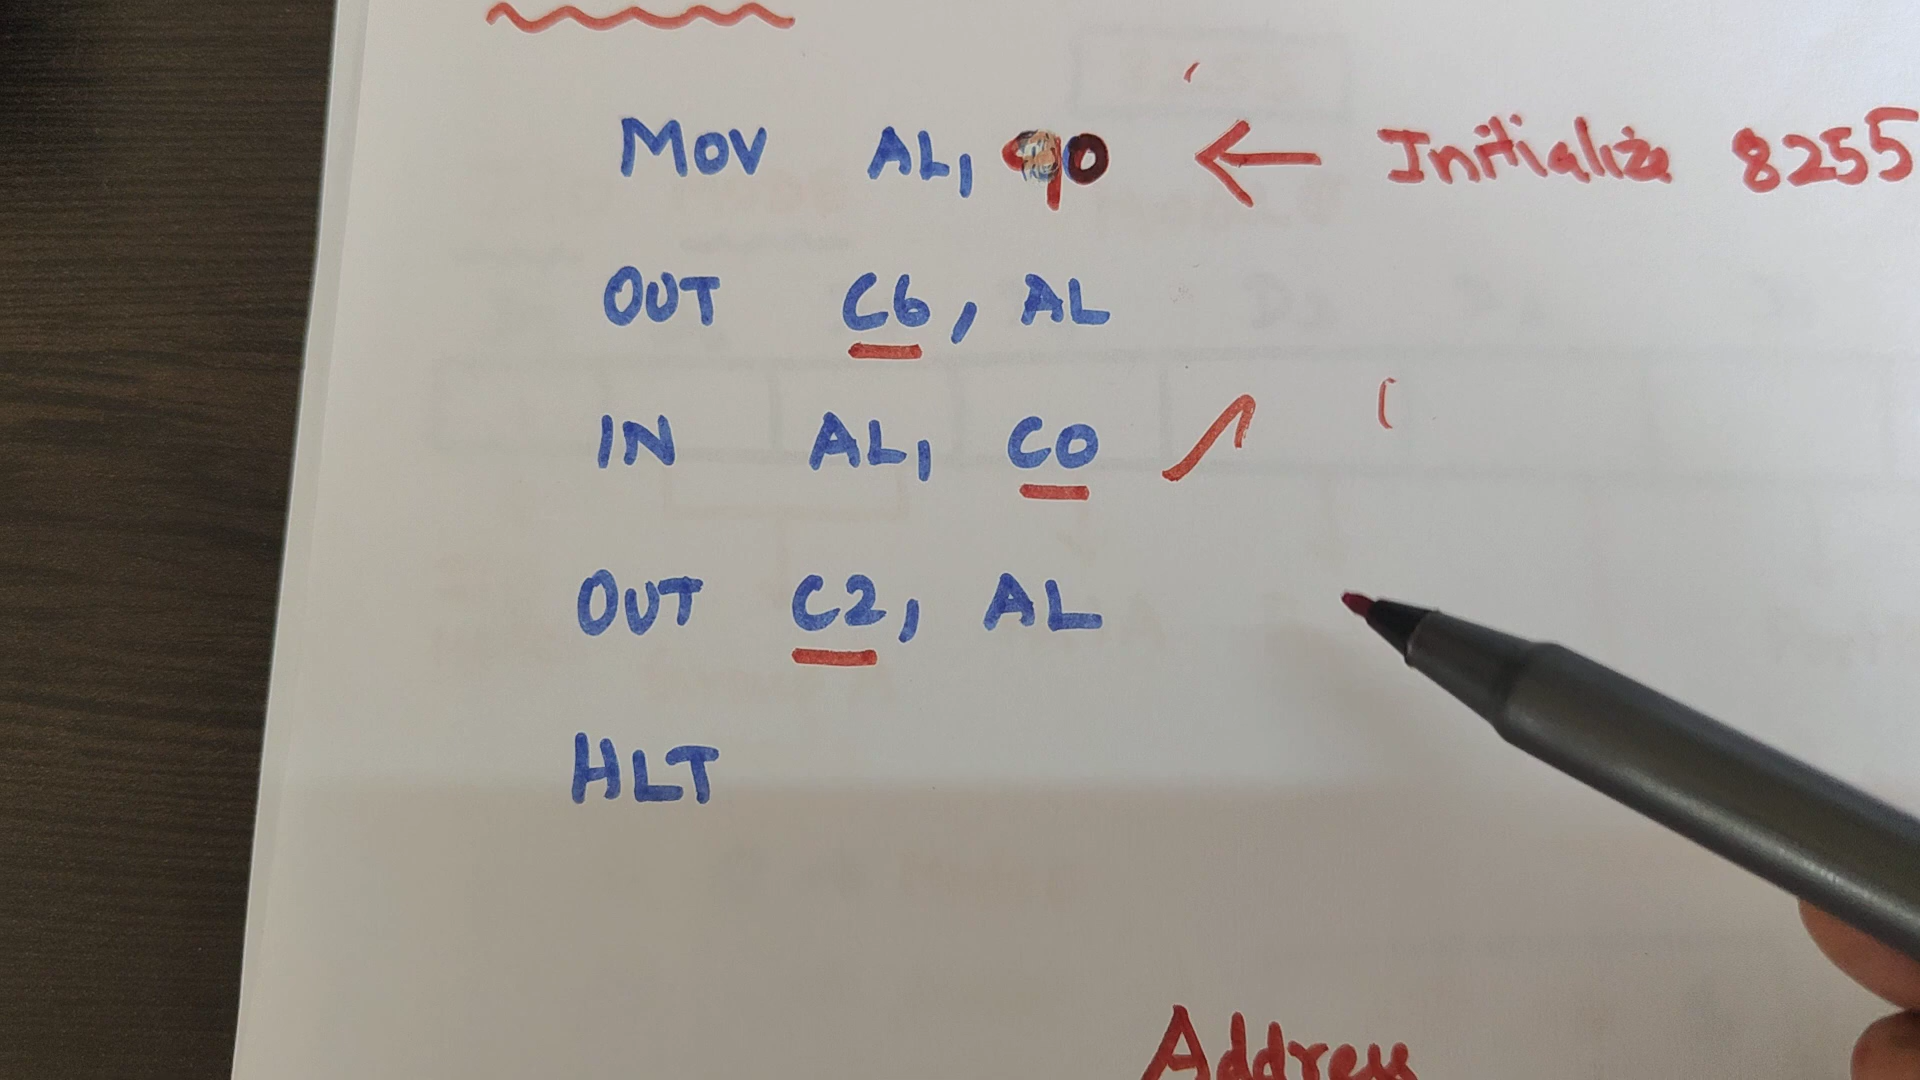 MOV AL, 90 ← Initialize 8255
OUT C6, AL
IN AL, C0
OUT C2, AL
HLT
Address